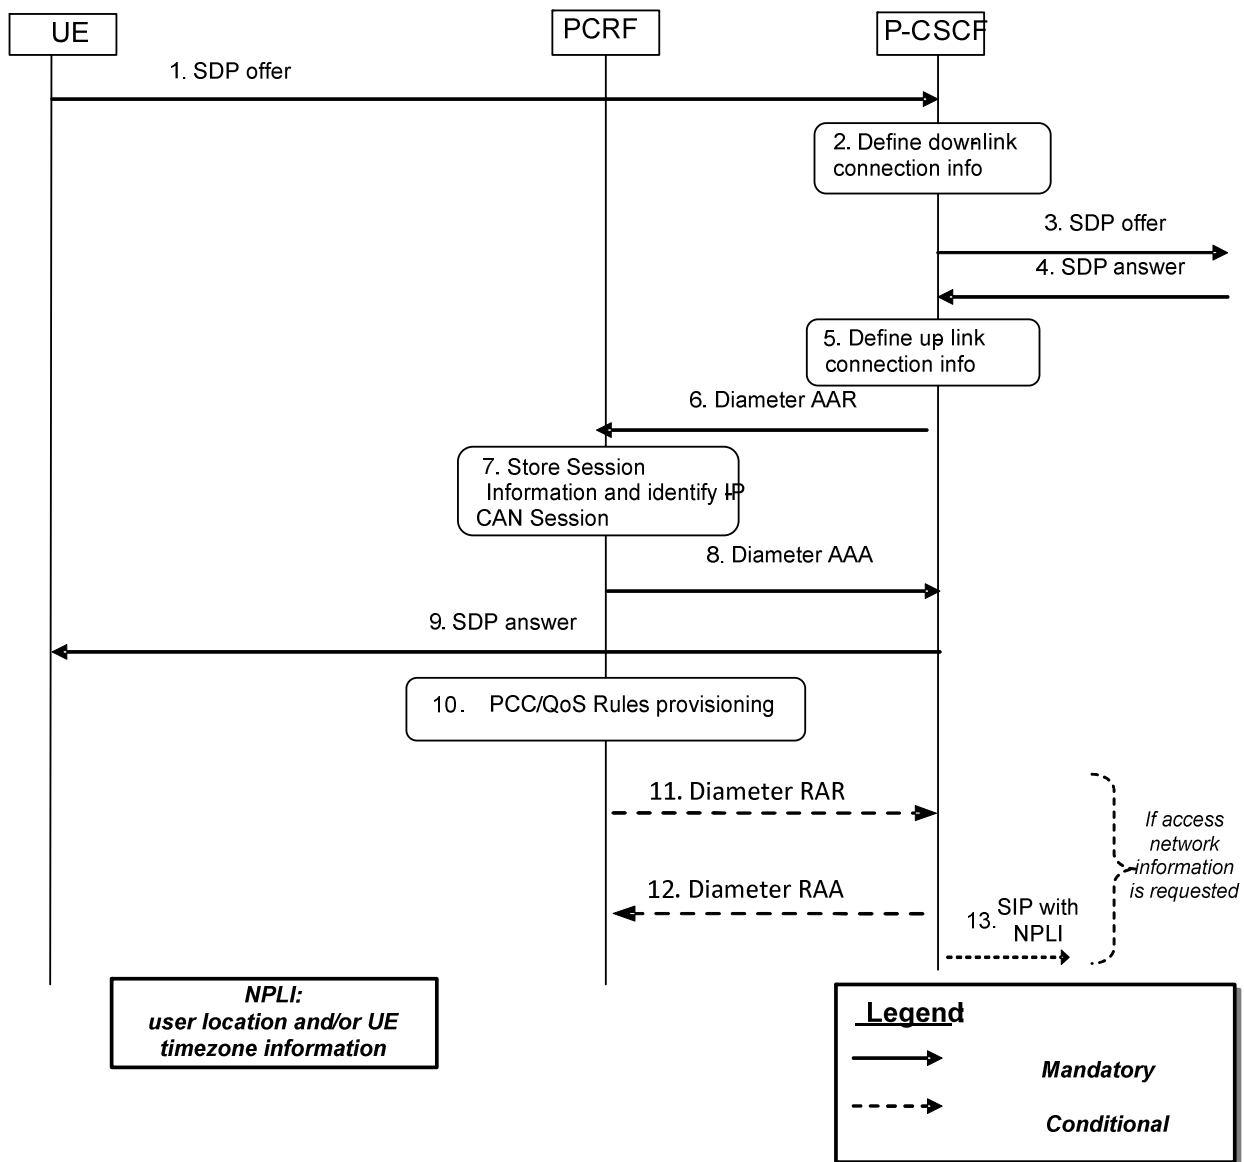 UE
PCRF
P-CSCF
1. SDP offer
2. Define downlink
connection info
3. SDP offer
4. SDP answer
5. Define up link
connection info
6. Diameter AAR
7. Store Session
Information and identify IP
CAN Session
8. Diameter AAA
9. SDP answer
10. PCC/QoS Rules provisioning
11. Diameter RAR
If access
network
information
is requested
12. Diameter RAA
13. SIP with
NPLI
NPLI:
user location and/or UE
timezone information
Legend:
Mandatory
Conditional